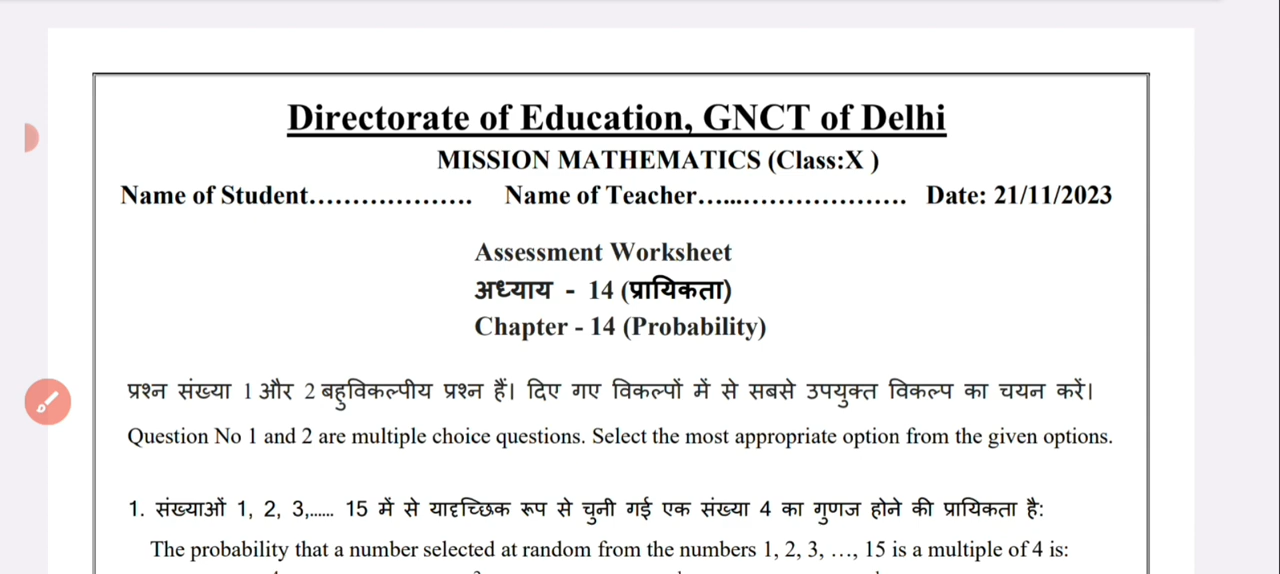 Directorate of Education, GNCT of Delhi
MISSION MATHEMATICS (Class:X )
Name of Student................... Name of Teacher......................... Date: 21/11/2023
Assessment Worksheet
अध्याय - 14 (प्रायिकता)
Chapter - 14 (Probability)
प्रश्न संख्या 1 और 2 बहुविकल्पीय प्रश्न हैं। दिए गए विकल्पों में से सबसे उपयुक्त विकल्प का चयन करें।
Question No 1 and 2 are multiple choice questions. Select the most appropriate option from the given options.
1. संख्याओं 1, 2, 3,...... 15 में से यादृच्छिक रूप से चुनी गई एक संख्या 4 का गुणज होने की प्रायिकता है:
The probability that a number selected at random from the numbers 1, 2, 3, …, 15 is a multiple of 4 is: